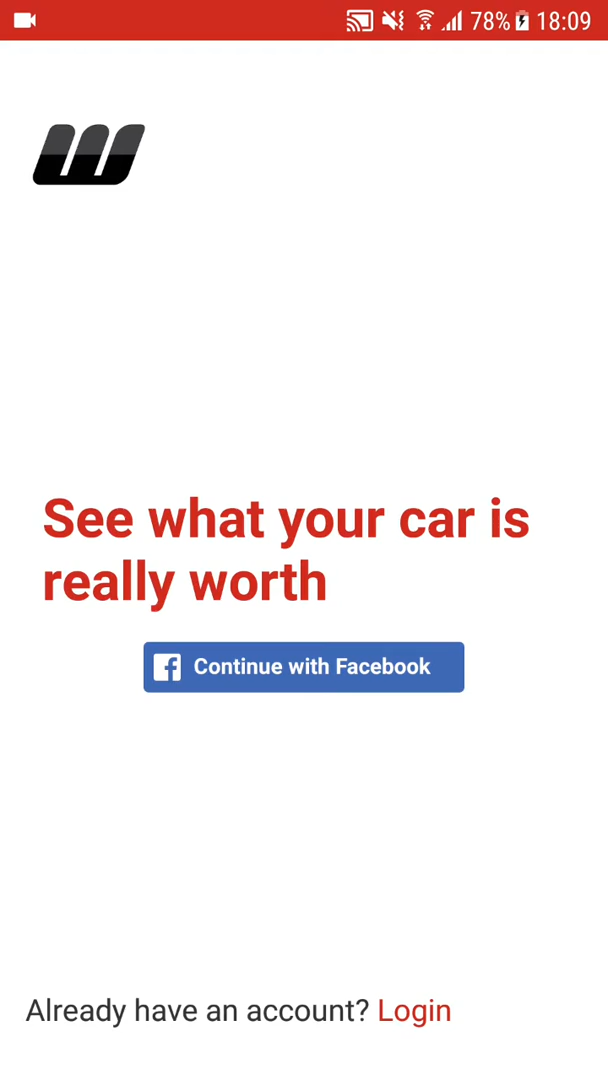 78% 18:09
See what your car is
really worth
Continue with Facebook
Already have an account? Login